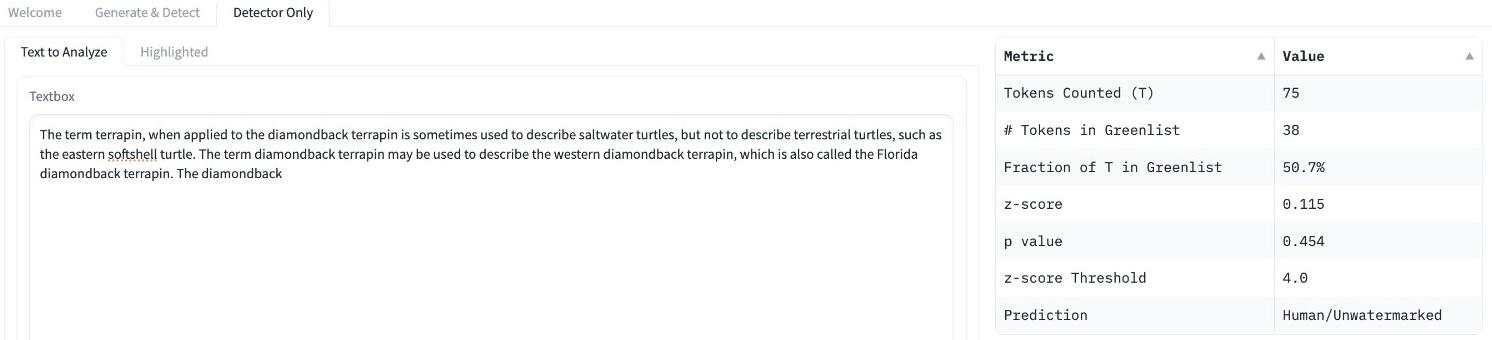 Welcome Generate & Detect Detector Only
Text to Analyze Highlighted
Textbox
The term terrapin, when applied to the diamondback terrapin is sometimes used to describe saltwater turtles, but not to describe terrestrial turtles, such as
the eastern softshell turtle. The term diamondback terrapin may be used to describe the western diamondback terrapin, which is also called the Florida
diamondback terrapin. The diamondback
Metric Value
Tokens Counted (T) 75
# Tokens in Greenlist 38
Fraction of T in Greenlist 50.7%
z-score 0.115
p value 0.454
z-score Threshold 4.0
Prediction Human/Unwatermarked